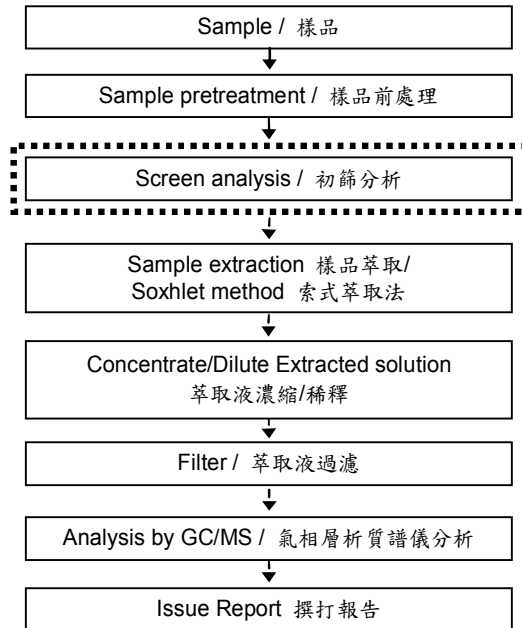 Sample / 樣品
Sample pretreatment / 樣品前處理
Screen analysis / 初篩分析
Sample extraction 樣品萃取/
Soxhlet method 索式萃取法
Concentrate/Dilute Extracted solution
萃取液濃縮/稀釋
Filter / 萃取液過濾
Analysis by GC/MS / 氣相層析質譜儀分析
Issue Report 撰打報告